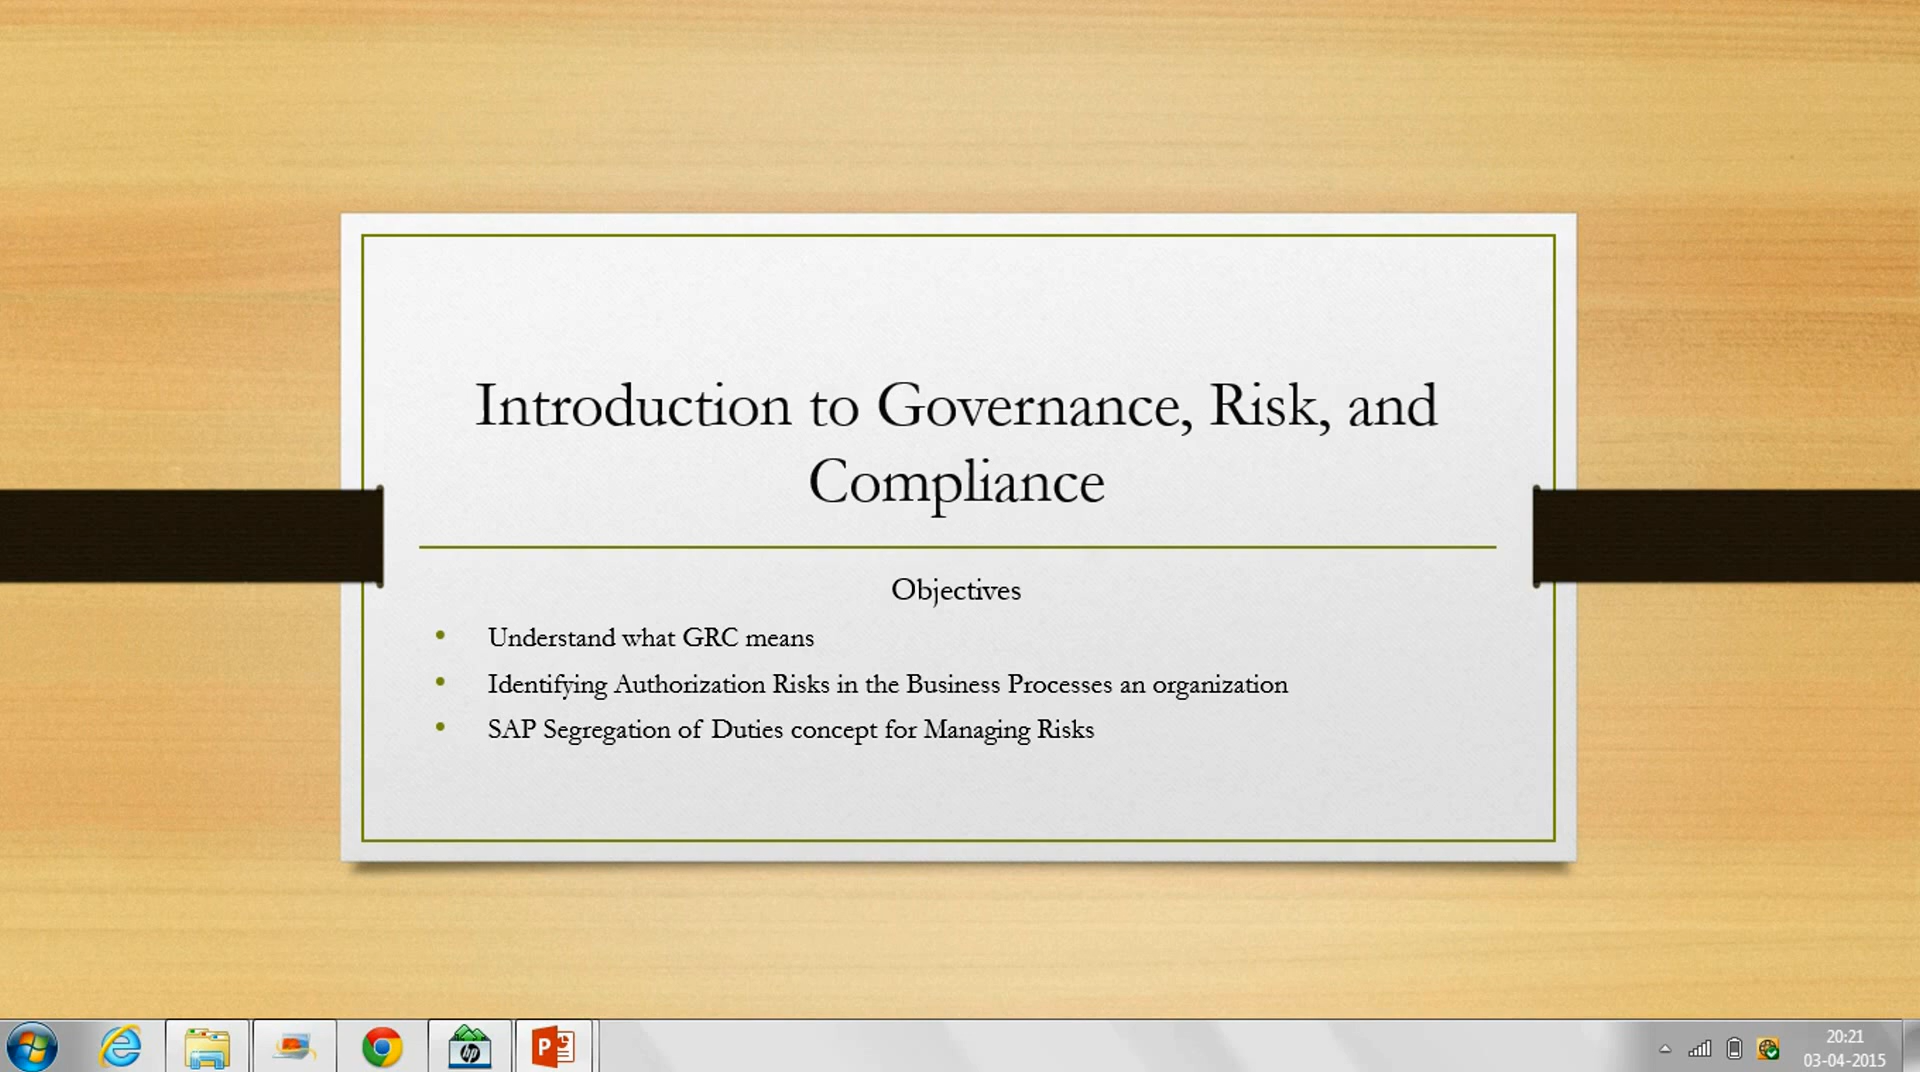 Introduction to Governance, Risk, and
Compliance
Objectives
• Understand what GRC means
• Identifying Authorization Risks in the Business Processes an organization
• SAP Segregation of Duties concept for Managing Risks
hp
P
20:21
03-04-2015